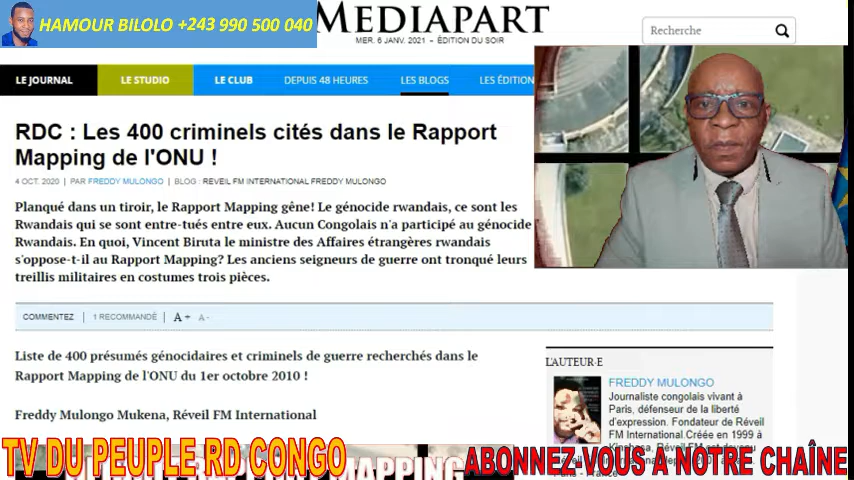 HAMOUR BILOLO +243 990 500 040
MEDIAPART
MER. 6 JANV. 2021 – ÉDITION DU SOIR
Recherche
LE JOURNAL
LE STUDIO
LE CLUB
DEPUIS 48 HEURES
LES BLOGS
LES ÉDITION
RDC : Les 400 criminels cités dans le Rapport
Mapping de l'ONU !
4 OCT. 2020 | PAR FREDDY MULONGO | BLOG : REVEIL FM INTERNATIONAL FREDDY MULONGO
Planqué dans un tiroir, le Rapport Mapping gêne! Le génocide rwandais, ce sont les
Rwandais qui se sont entre-tués entre eux. Aucun Congolais n'a participé au génocide
Rwandais. En quoi, Vincent Biruta le ministre des Affaires étrangères rwandais
s'oppose-t-il au Rapport Mapping? Les anciens seigneurs de guerre ont tronqué leurs
treillis militaires en costumes trois pièces.
COMMENTEZ | 1 RECOMMANDÉ | A+ A-
Liste de 400 présumés génocidaires et criminels de guerre recherchés dans le
Rapport Mapping de l'ONU du 1er octobre 2010 !
Freddy Mulongo Mukena, Réveil FM International
L'AUTEUR·E
FREDDY MULONGO
Journaliste congolais vivant à
Paris, défenseur de la liberté
d'expression. Fondateur de Réveil
FM International.Créée en 1999 à
TV DU PEUPLE RD CONGO
MAPPING
ABONNEZ-VOUS A NOTRE CHAÎNE